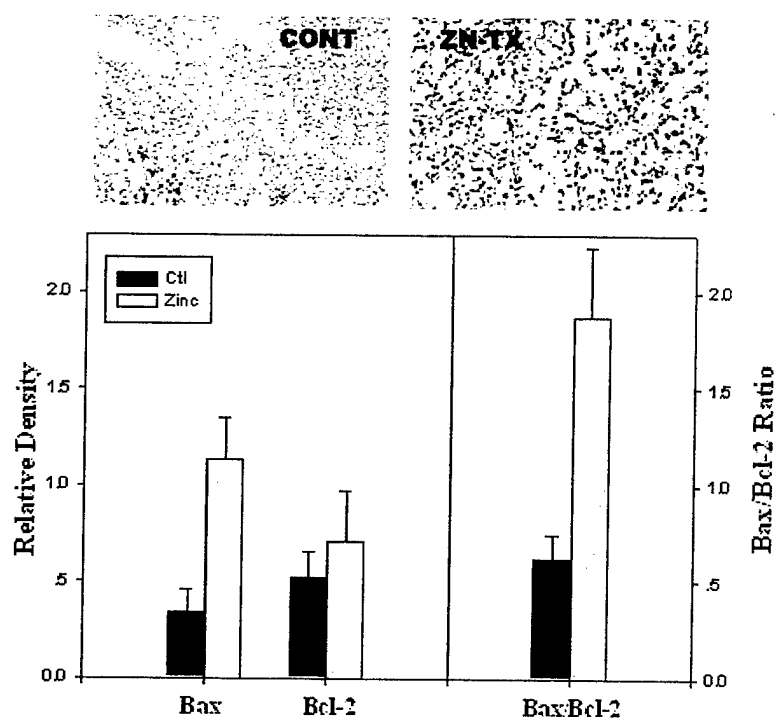 CONT
ZN-TX
Ctl
Zinc
Relative Density
2.0
1.5
1.0
.5
0.0
Bax/Bcl-2 Ratio
2.0
1.5
1.0
.5
0.0
Bax
Bcl-2
Bax/Bcl-2